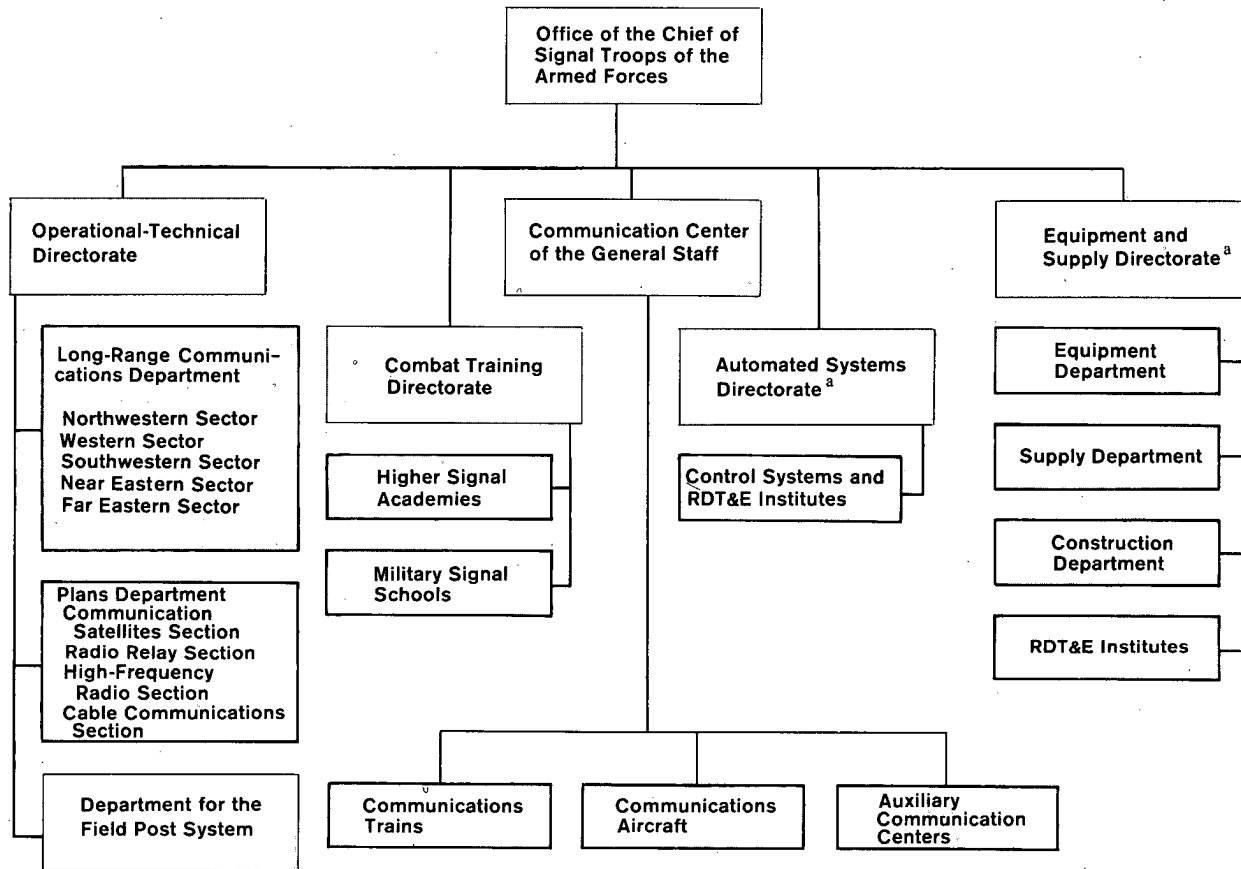 Office of the Chief of
Signal Troops of the
Armed Forces
Operational-Technical
Directorate
Communication Center
of the General Staff
Equipment and
Supply Directorate a
Long-Range Communi-
cations Department
Northwestern Sector
Western Sector
Southwestern Sector
Near Eastern Sector
Far Eastern Sector
Combat Training
Directorate
Automated Systems
Directorate a
Equipment
Department
Higher Signal
Academies
Control Systems and
RDT&E Institutes
Supply Department
Military Signal
Schools
Construction
Department
Plans Department
Communication
Satellites Section
Radio Relay Section
High-Frequency
Radio Section
Cable Communications
Section
RDT&E Institutes
Department for the
Field Post System
Communications
Trains
Communications
Aircraft
Auxiliary
Communication
Centers